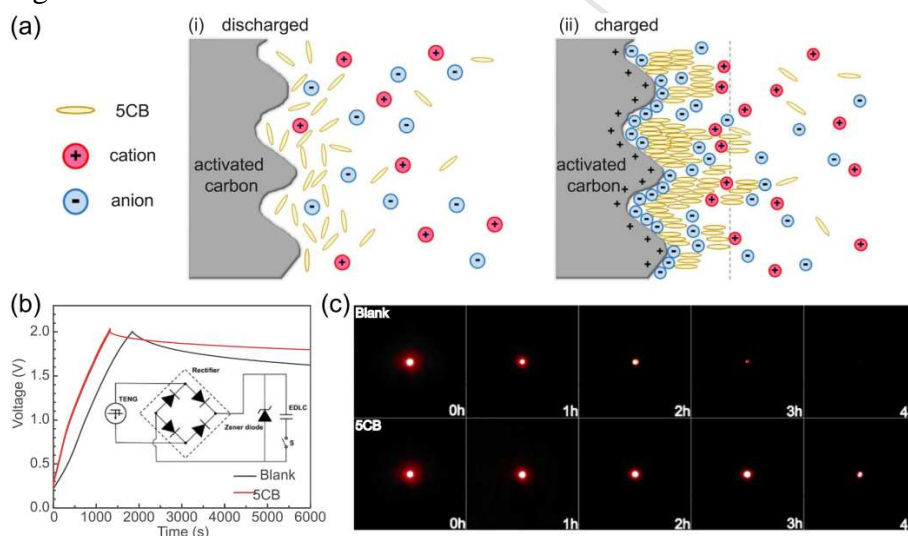 (a)
(i) discharged
(ii) charged
5CB
cation
anion
activated
carbon
activated
carbon
(b)
Voltage (V)
2.0
1.5
1.0
0.5
0.0
0
1000
2000
3000
4000
5000
6000
Time (s)
TENG
Rectifier
Zener diode
EDLC
S
Blank
5CB
(c)
Blank
0h
1h
2h
3h
4
5CB
0h
1h
2h
3h
4